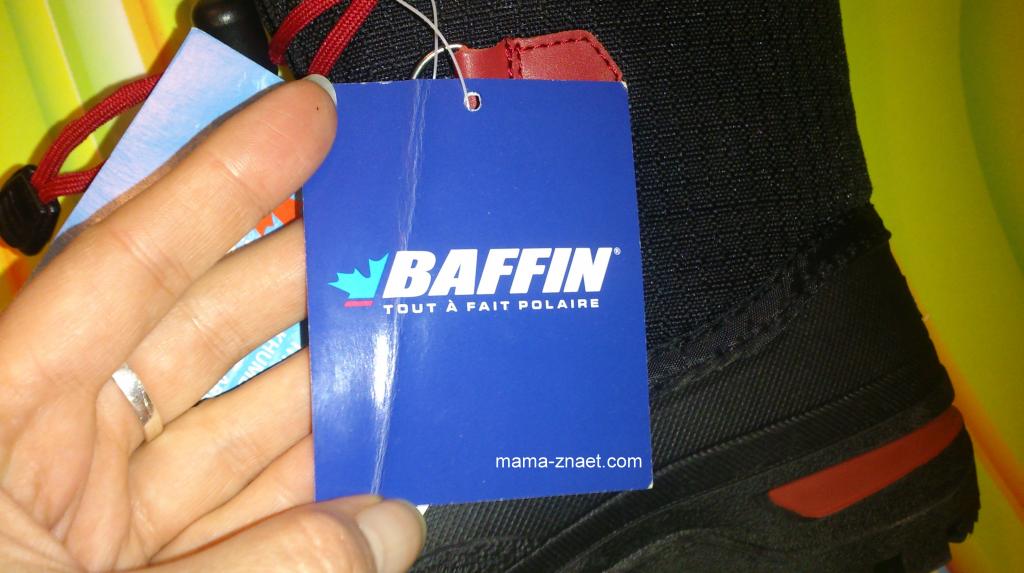 BAFFIN®
TOUT À FAIT POLAIRE
mama-znaet.com